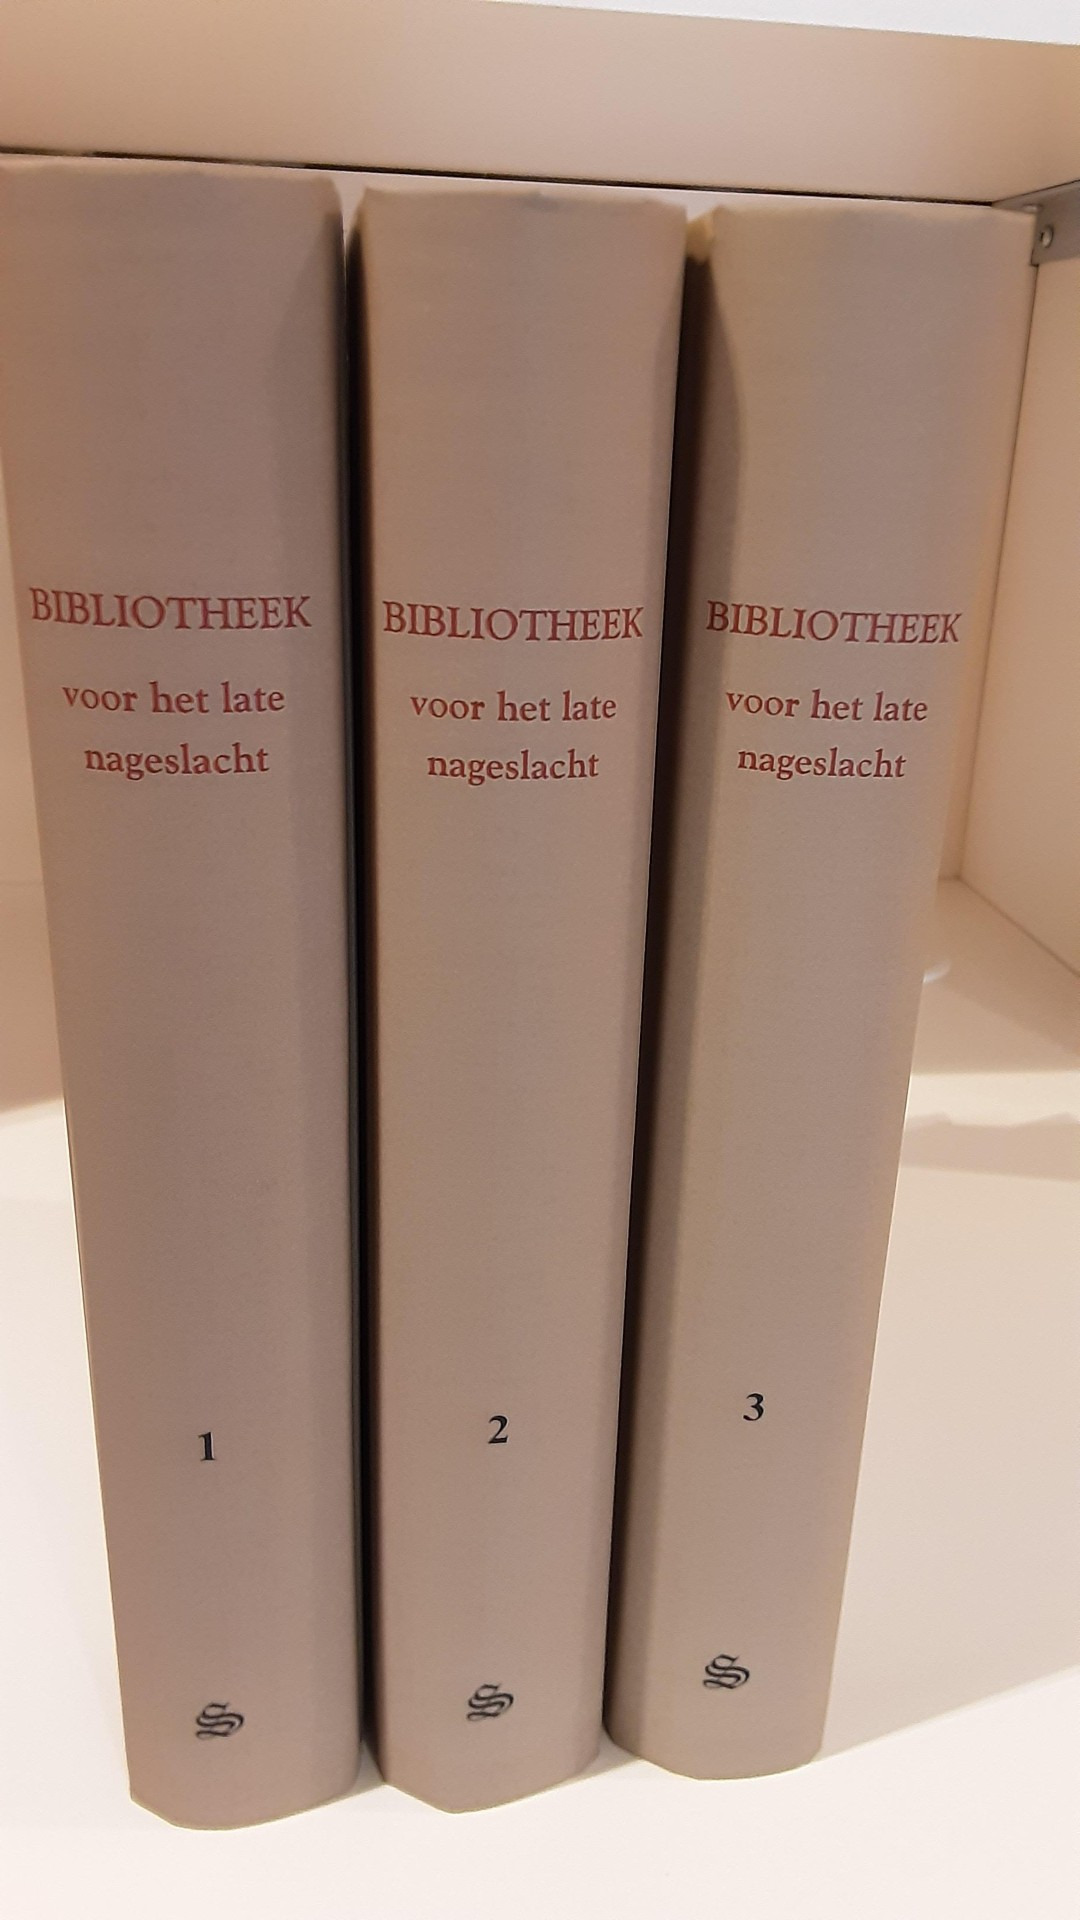 BIBLIOTHEEK
voor het late
nageslacht
1
S
BIBLIOTHEEK
voor het late
nageslacht
2
S
BIBLIOTHEEK
voor het late
nageslacht
3
S